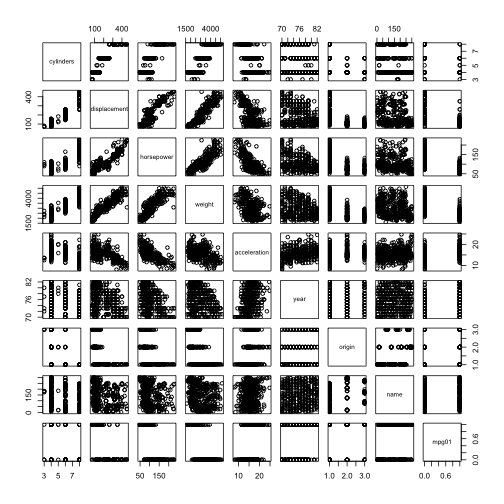 100 400
1500 4000
70 76 82
0 150
cylinders
3 5 7
100 400
displacement
horsepower
50 150
1500 4000
weight
acceleration
10 20
70 76 82
year
origin
1.0 2.0 3.0
0 150
name
mpg01
0.0 0.6
3 5 7
50 150
10 20
1.0 2.0 3.0
0.0 0.6